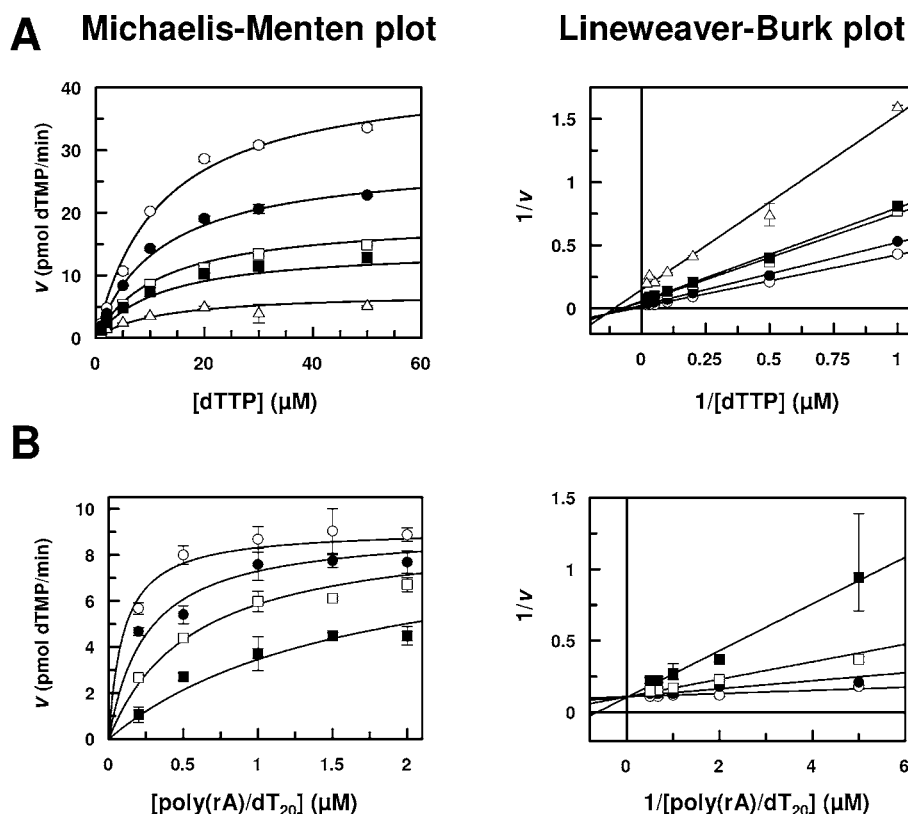 A Michaelis-Menten plot Lineweaver-Burk plot
40
30
20
10
0
0 20 40 60
v (pmol dTMP/min)
[dTTP] (µM)
1.5
1
0.5
0
0 0.25 0.5 0.75 1
1/v
1/[dTTP] (µM)
B
10
8
6
4
2
0
0 0.5 1 1.5 2
v (pmol dTMP/min)
[poly(rA)/dT20] (µM)
1.5
1
0.5
0
0 2 4 6
1/v
1/[poly(rA)/dT20] (µM)